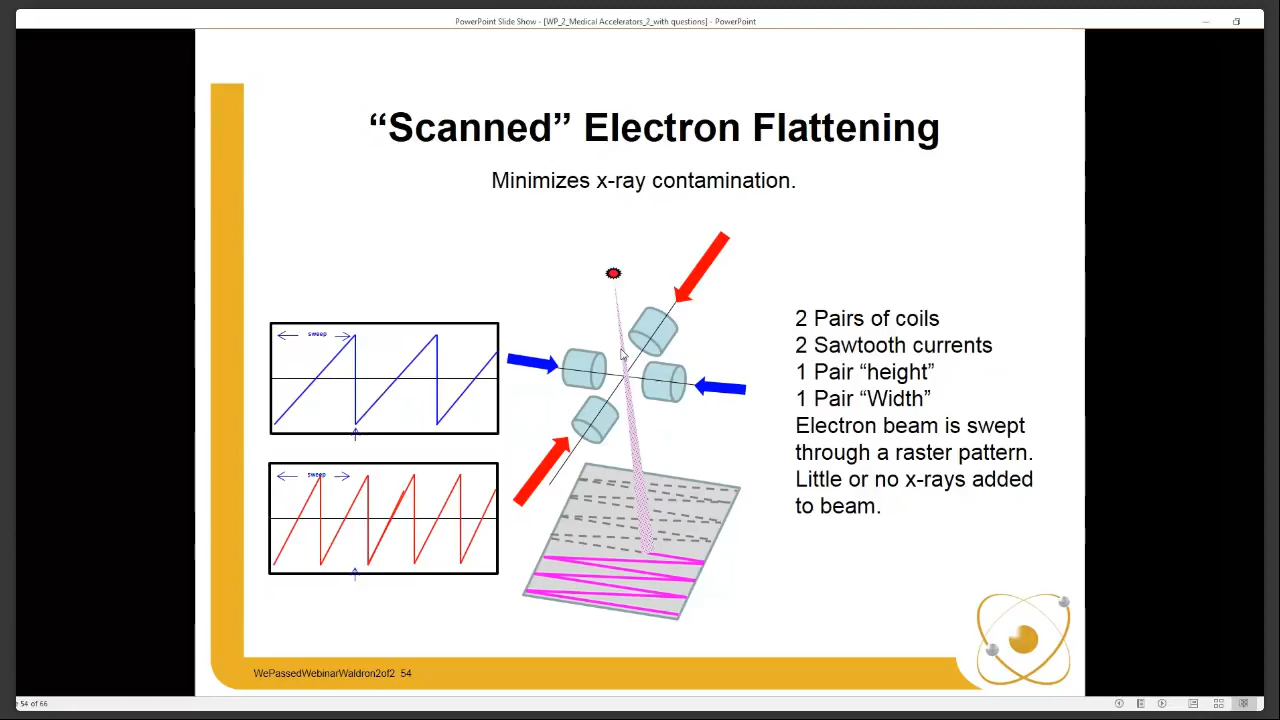 PowerPoint Slide Show - [WP_2_Medical Accelerators_2_with questions] - PowerPoint
“Scanned” Electron Flattening
Minimizes x-ray contamination.
sweep
sweep
2 Pairs of coils
2 Sawtooth currents
1 Pair “height”
1 Pair “Width”
Electron beam is swept
through a raster pattern.
Little or no x-rays added
to beam.
WePassedWebinarWaldron2of2 54
54 of 66